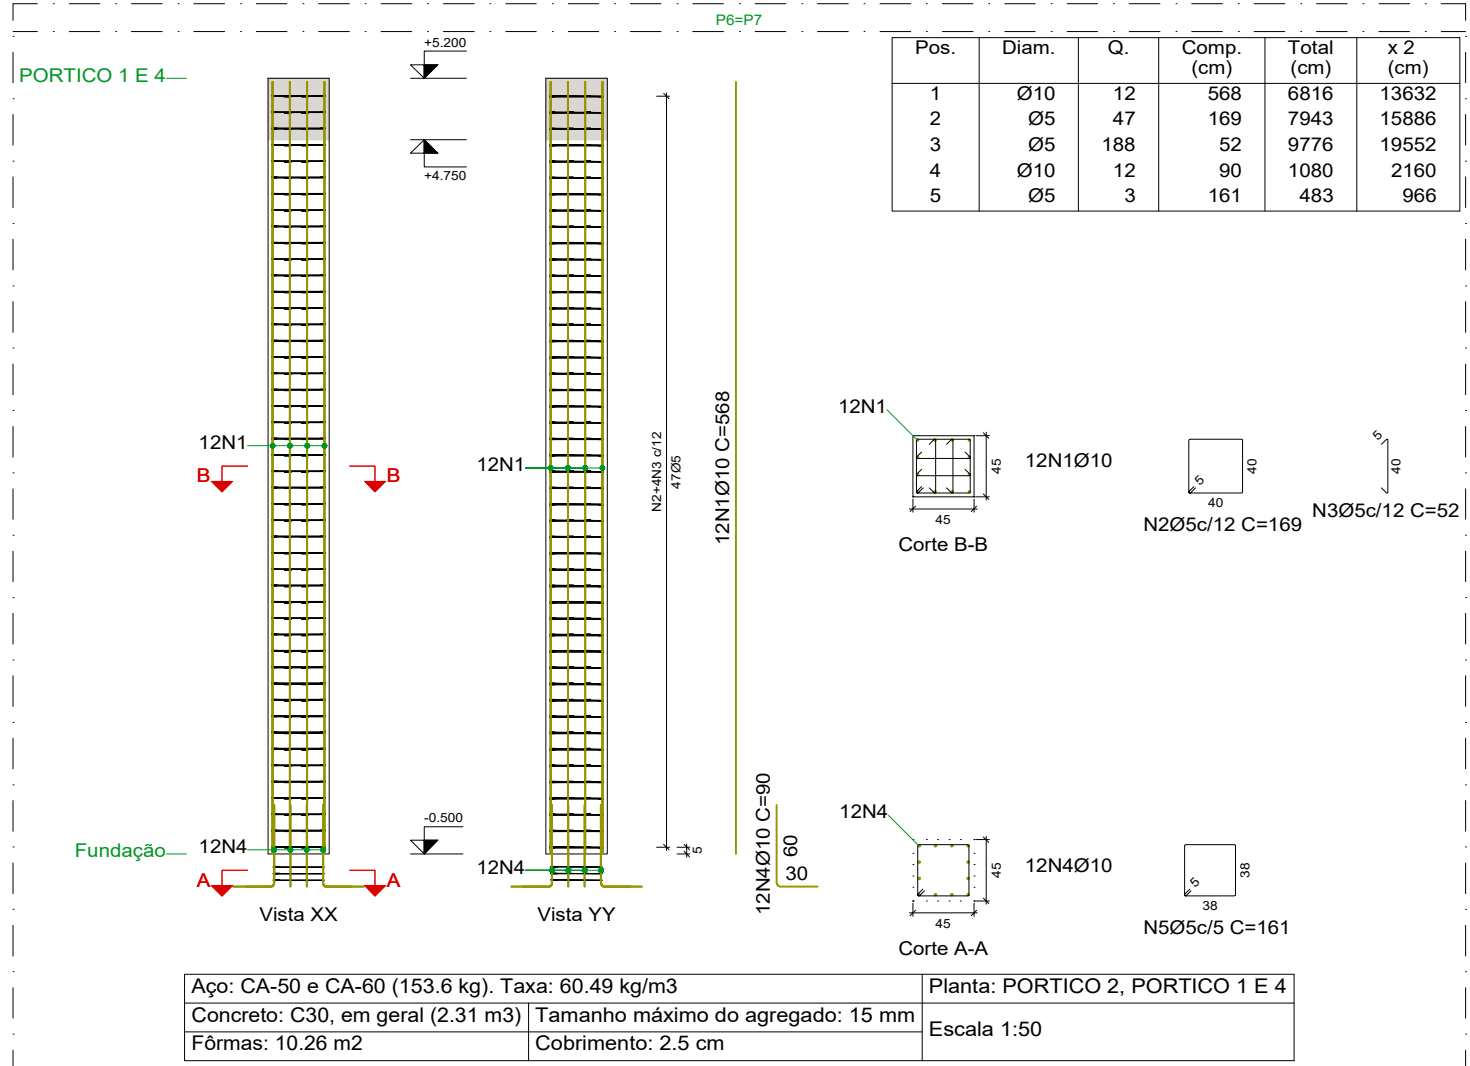 P6=P7
PORTICO 1 E 4
+5.200
+4.750
Pos. Diam. Q. Comp. (cm) Total (cm) x 2 (cm)
1 Ø10 12 568 6816 13632
2 Ø5 47 169 7943 15886
3 Ø5 188 52 9776 19552
4 Ø10 12 90 1080 2160
5 Ø5 3 161 483 966
12N1
B B
12N1
N2+4N3 c/12
47Ø5
12N1Ø10 C=568
12N1
45
45
12N1Ø10
Corte B-B
5
40
40
N2Ø5c/12 C=169
5
40
N3Ø5c/12 C=52
-0.500
Fundação
12N4
A A
12N4
5
Vista XX
Vista YY
12N4Ø10 C=90
60
30
12N4
45
45
12N4Ø10
Corte A-A
5
38
38
N5Ø5c/5 C=161
Aço: CA-50 e CA-60 (153.6 kg). Taxa: 60.49 kg/m3
Planta: PORTICO 2, PORTICO 1 E 4
Concreto: C30, em geral (2.31 m3)
Tamanho máximo do agregado: 15 mm
Escala 1:50
Fôrmas: 10.26 m2
Cobrimento: 2.5 cm